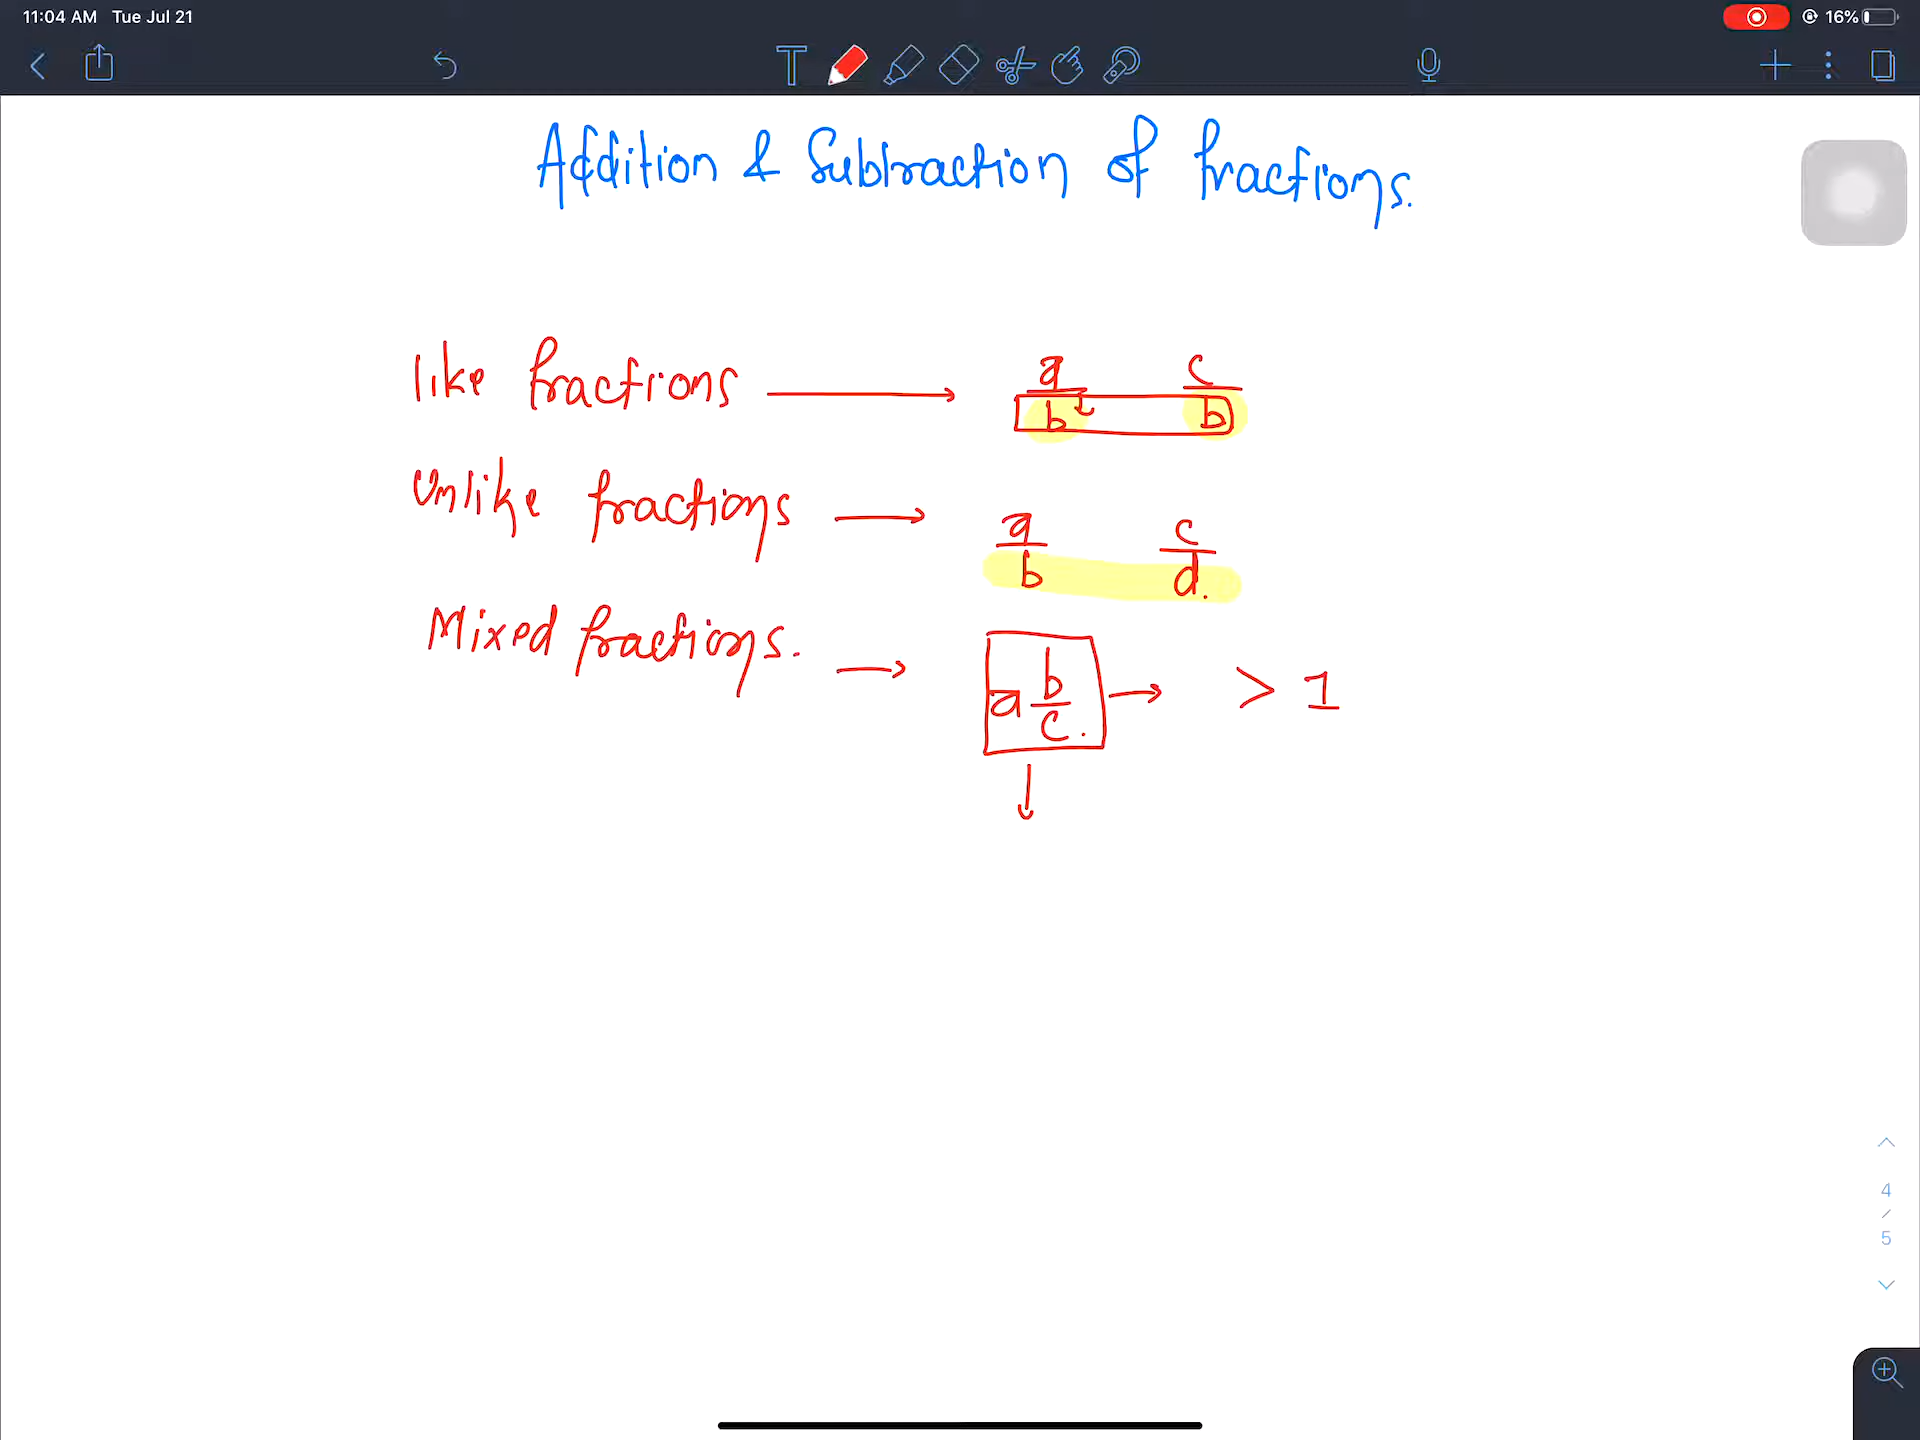 11:04 AM Tue Jul 21
16%
T
Addition & Subtraction of fractions.
like fractions → a/b c/b
Unlike fractions → a/b c/d.
Mixed fractions. → a b/c. → > 1
4
/
5